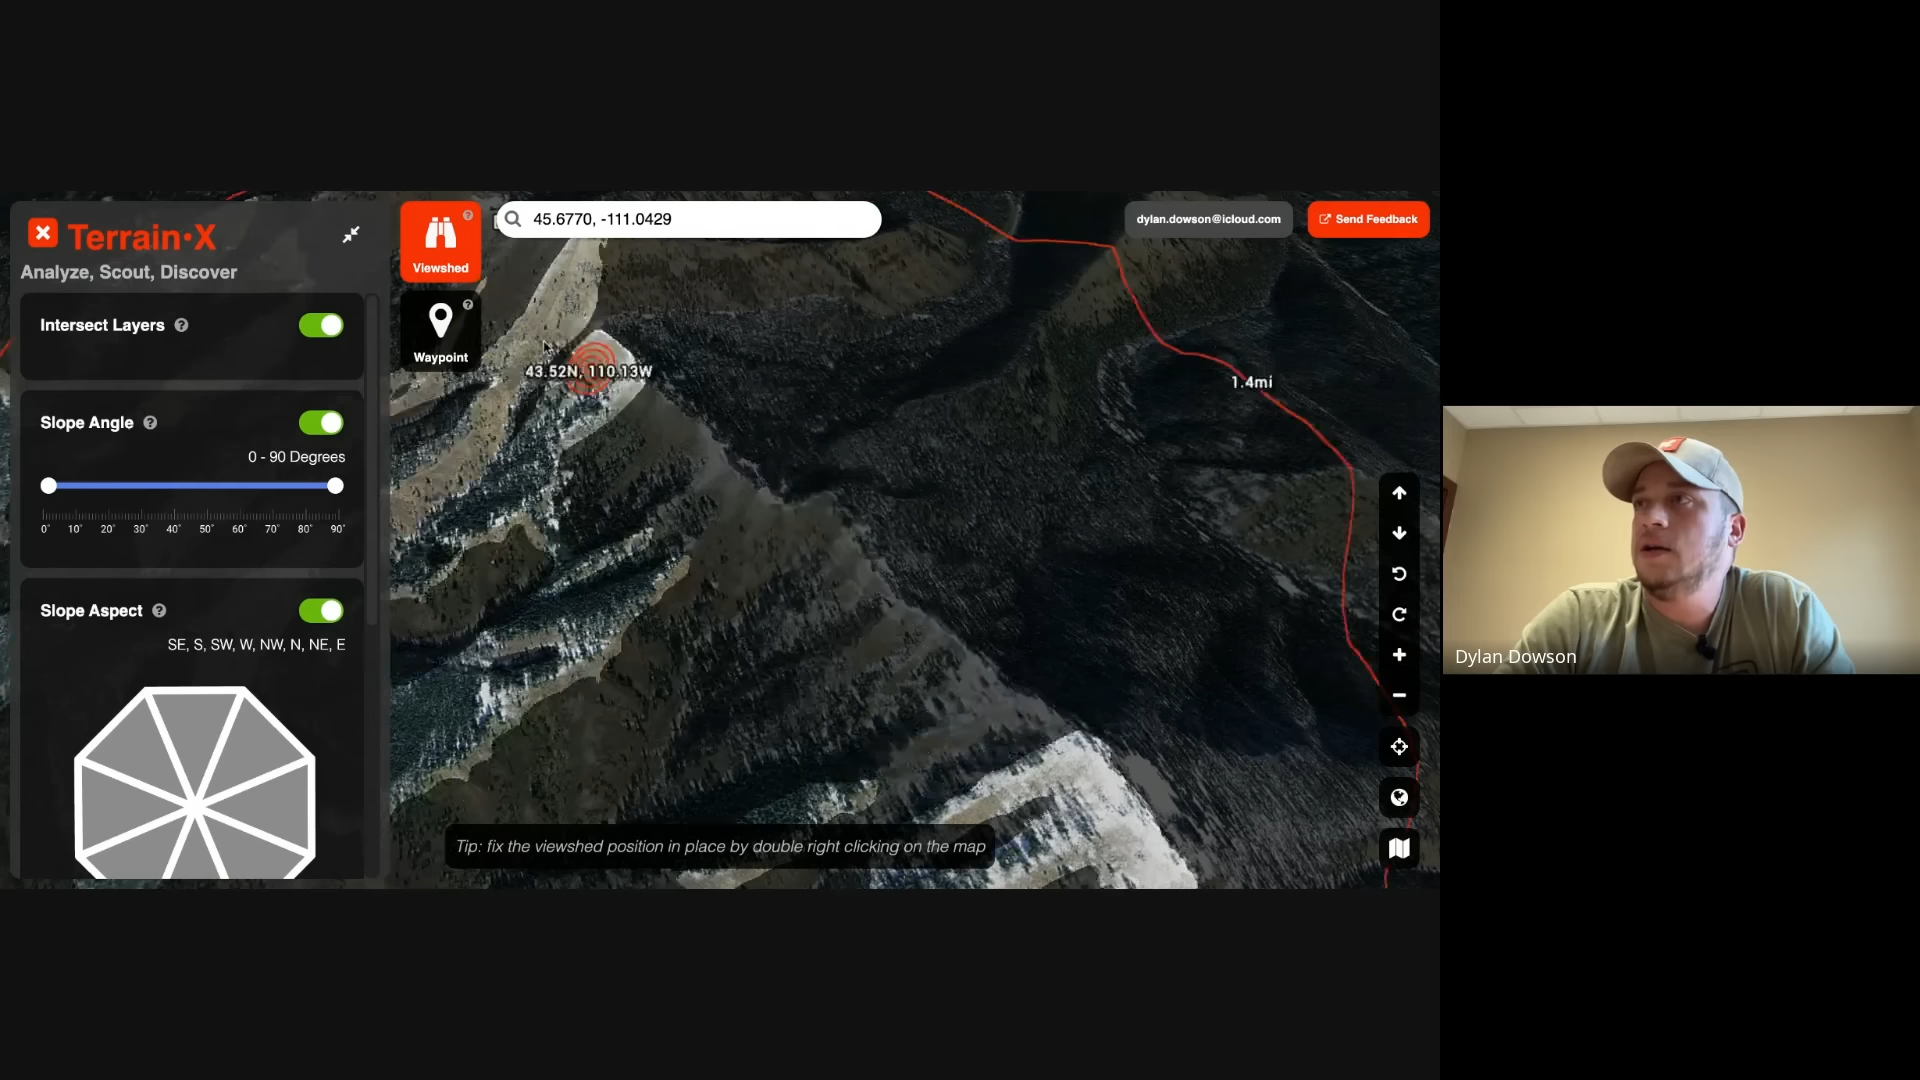 Terrain·X
Analyze, Scout, Discover
Intersect Layers ?
Slope Angle ?
0 - 90 Degrees
0° 10° 20° 30° 40° 50° 60° 70° 80° 90°
Slope Aspect ?
SE, S, SW, W, NW, N, NE, E
?
Viewshed
?
Waypoint
45.6770, -111.0429
dylan.dowson@icloud.com
Send Feedback
43.52N, 110.13W
1.4mi
Tip: fix the viewshed position in place by double right clicking on the map
Dylan Dowson